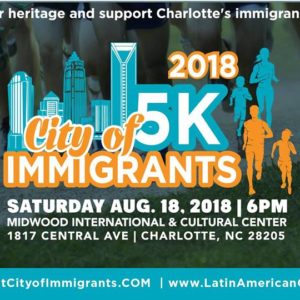 heritage and support Charlotte's immigran
2018
5K
City of
IMMIGRANTS
SATURDAY AUG. 18, 2018 | 6PM
MIDWOOD INTERNATIONAL & CULTURAL CENTER
1817 CENTRAL AVE | CHARLOTTE, NC 28205
tCityofImmigrants.COM | www.LatinAmerican